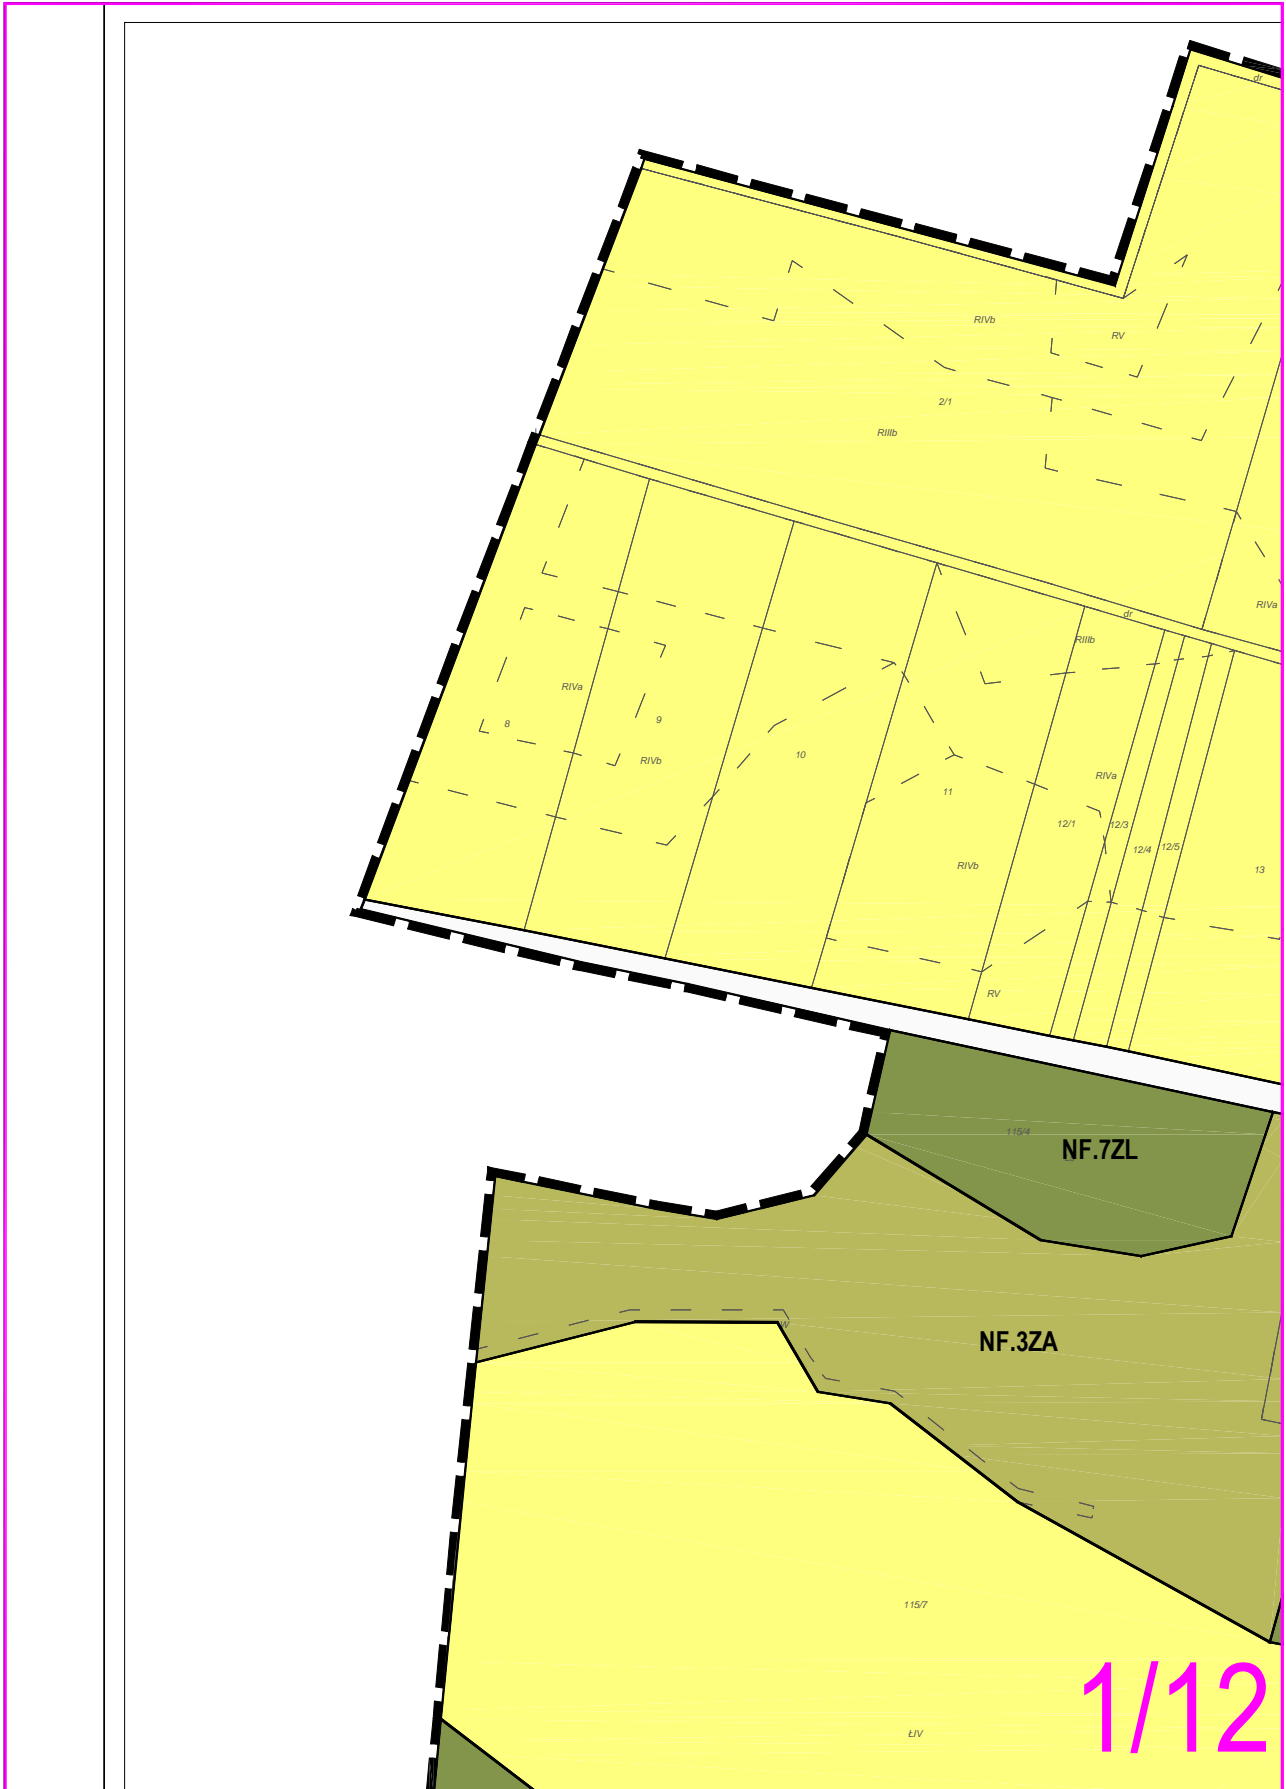 dr
RIVb
RV
2/1
RIIIb
RIVa
dr
RIIIb
RIVa
8
9
RIVb
10
RIVa
11
12/1
12/3
12/4
12/5
RIVb
13
RV
115/4
NF.7ZL
W
NF.3ZA
115/7
1/12
ŁIV